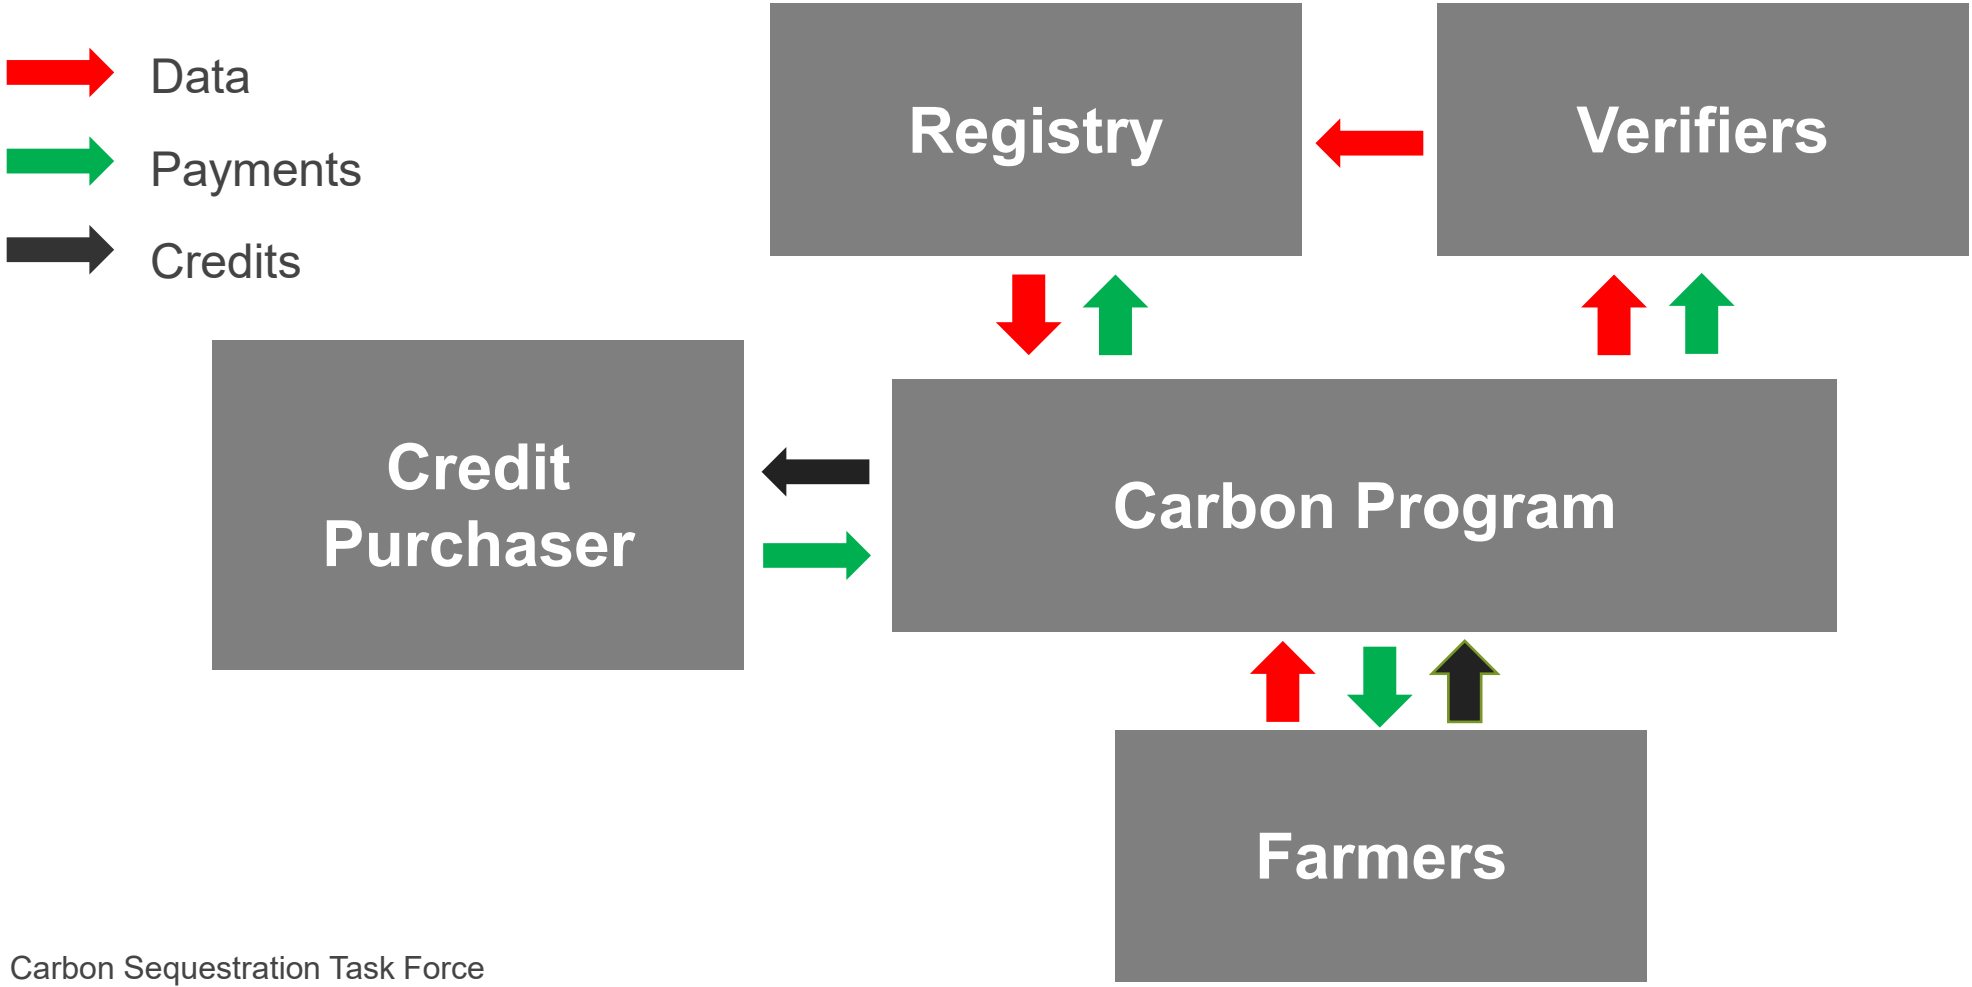 Data
Payments
Credits
Registry
Verifiers
Credit
Purchaser
Carbon Program
Farmers
Carbon Sequestration Task Force